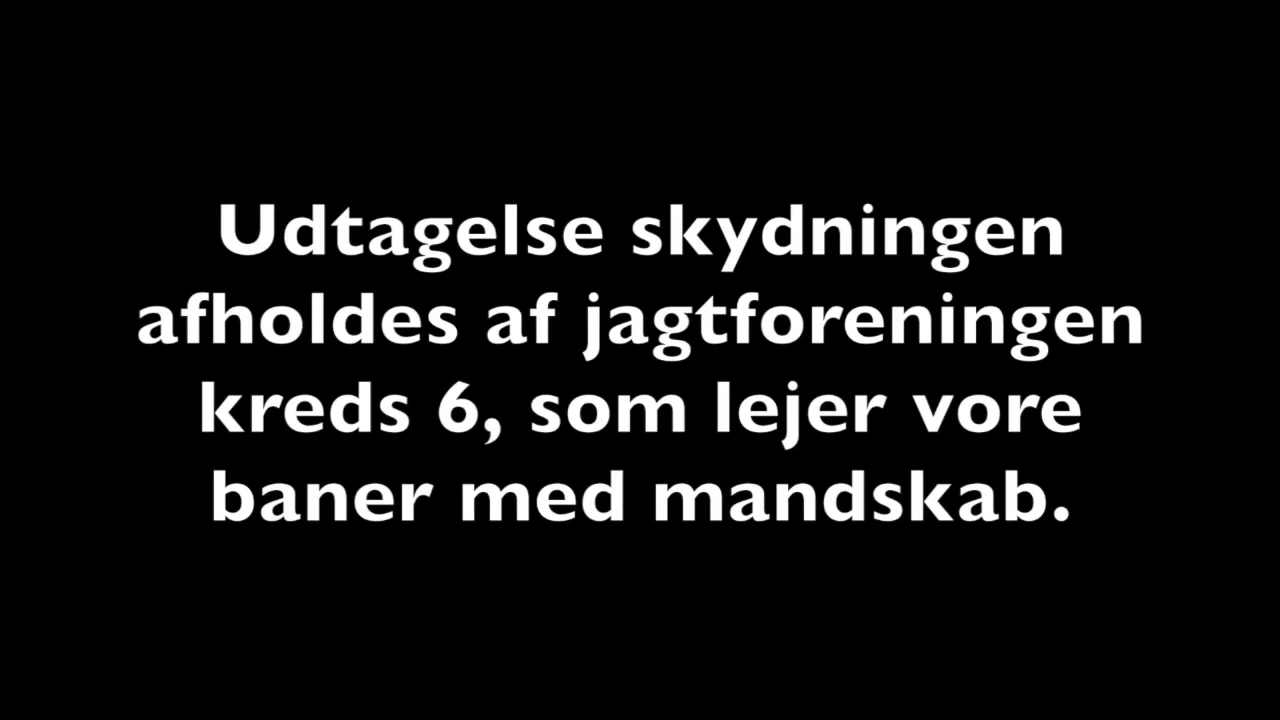 Udtagelse skydningen
afholdes af jagtforeningen
kreds 6, som lejer vore
baner med mandskab.